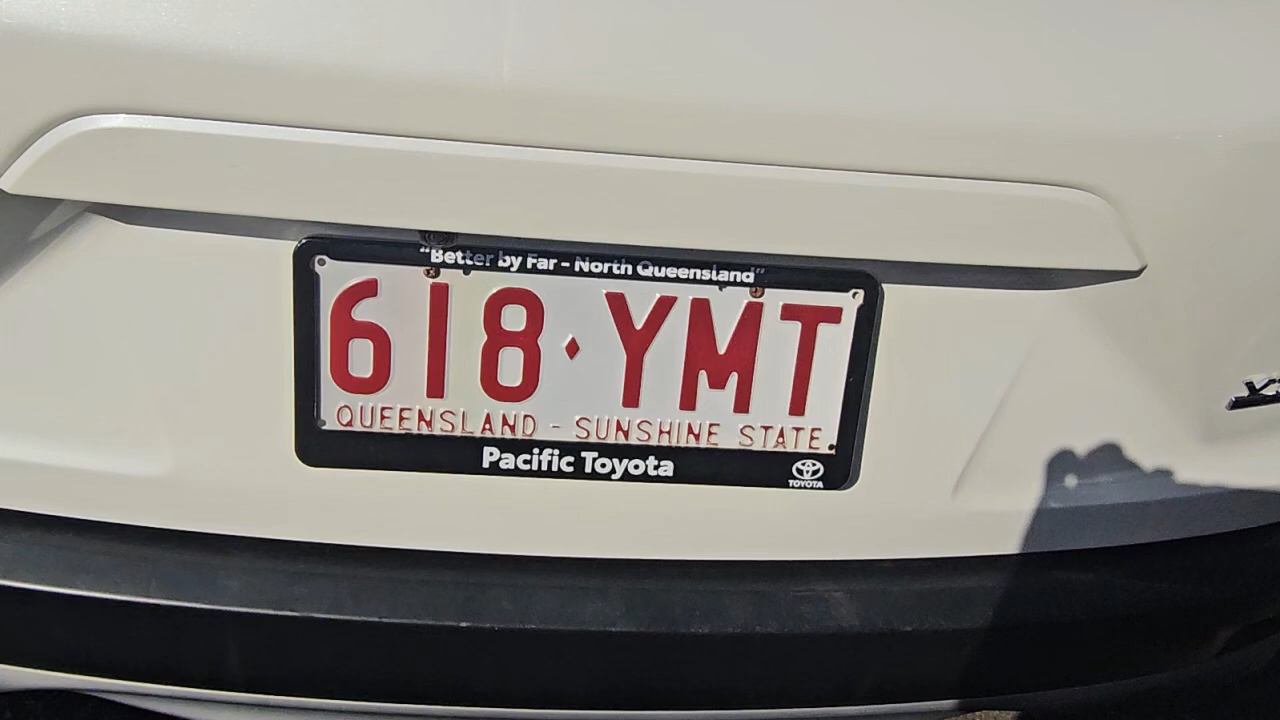 “Better by Far - North Queensland”
618·YMT
QUEENSLAND - SUNSHINE STATE
Pacific Toyota
TOYOTA